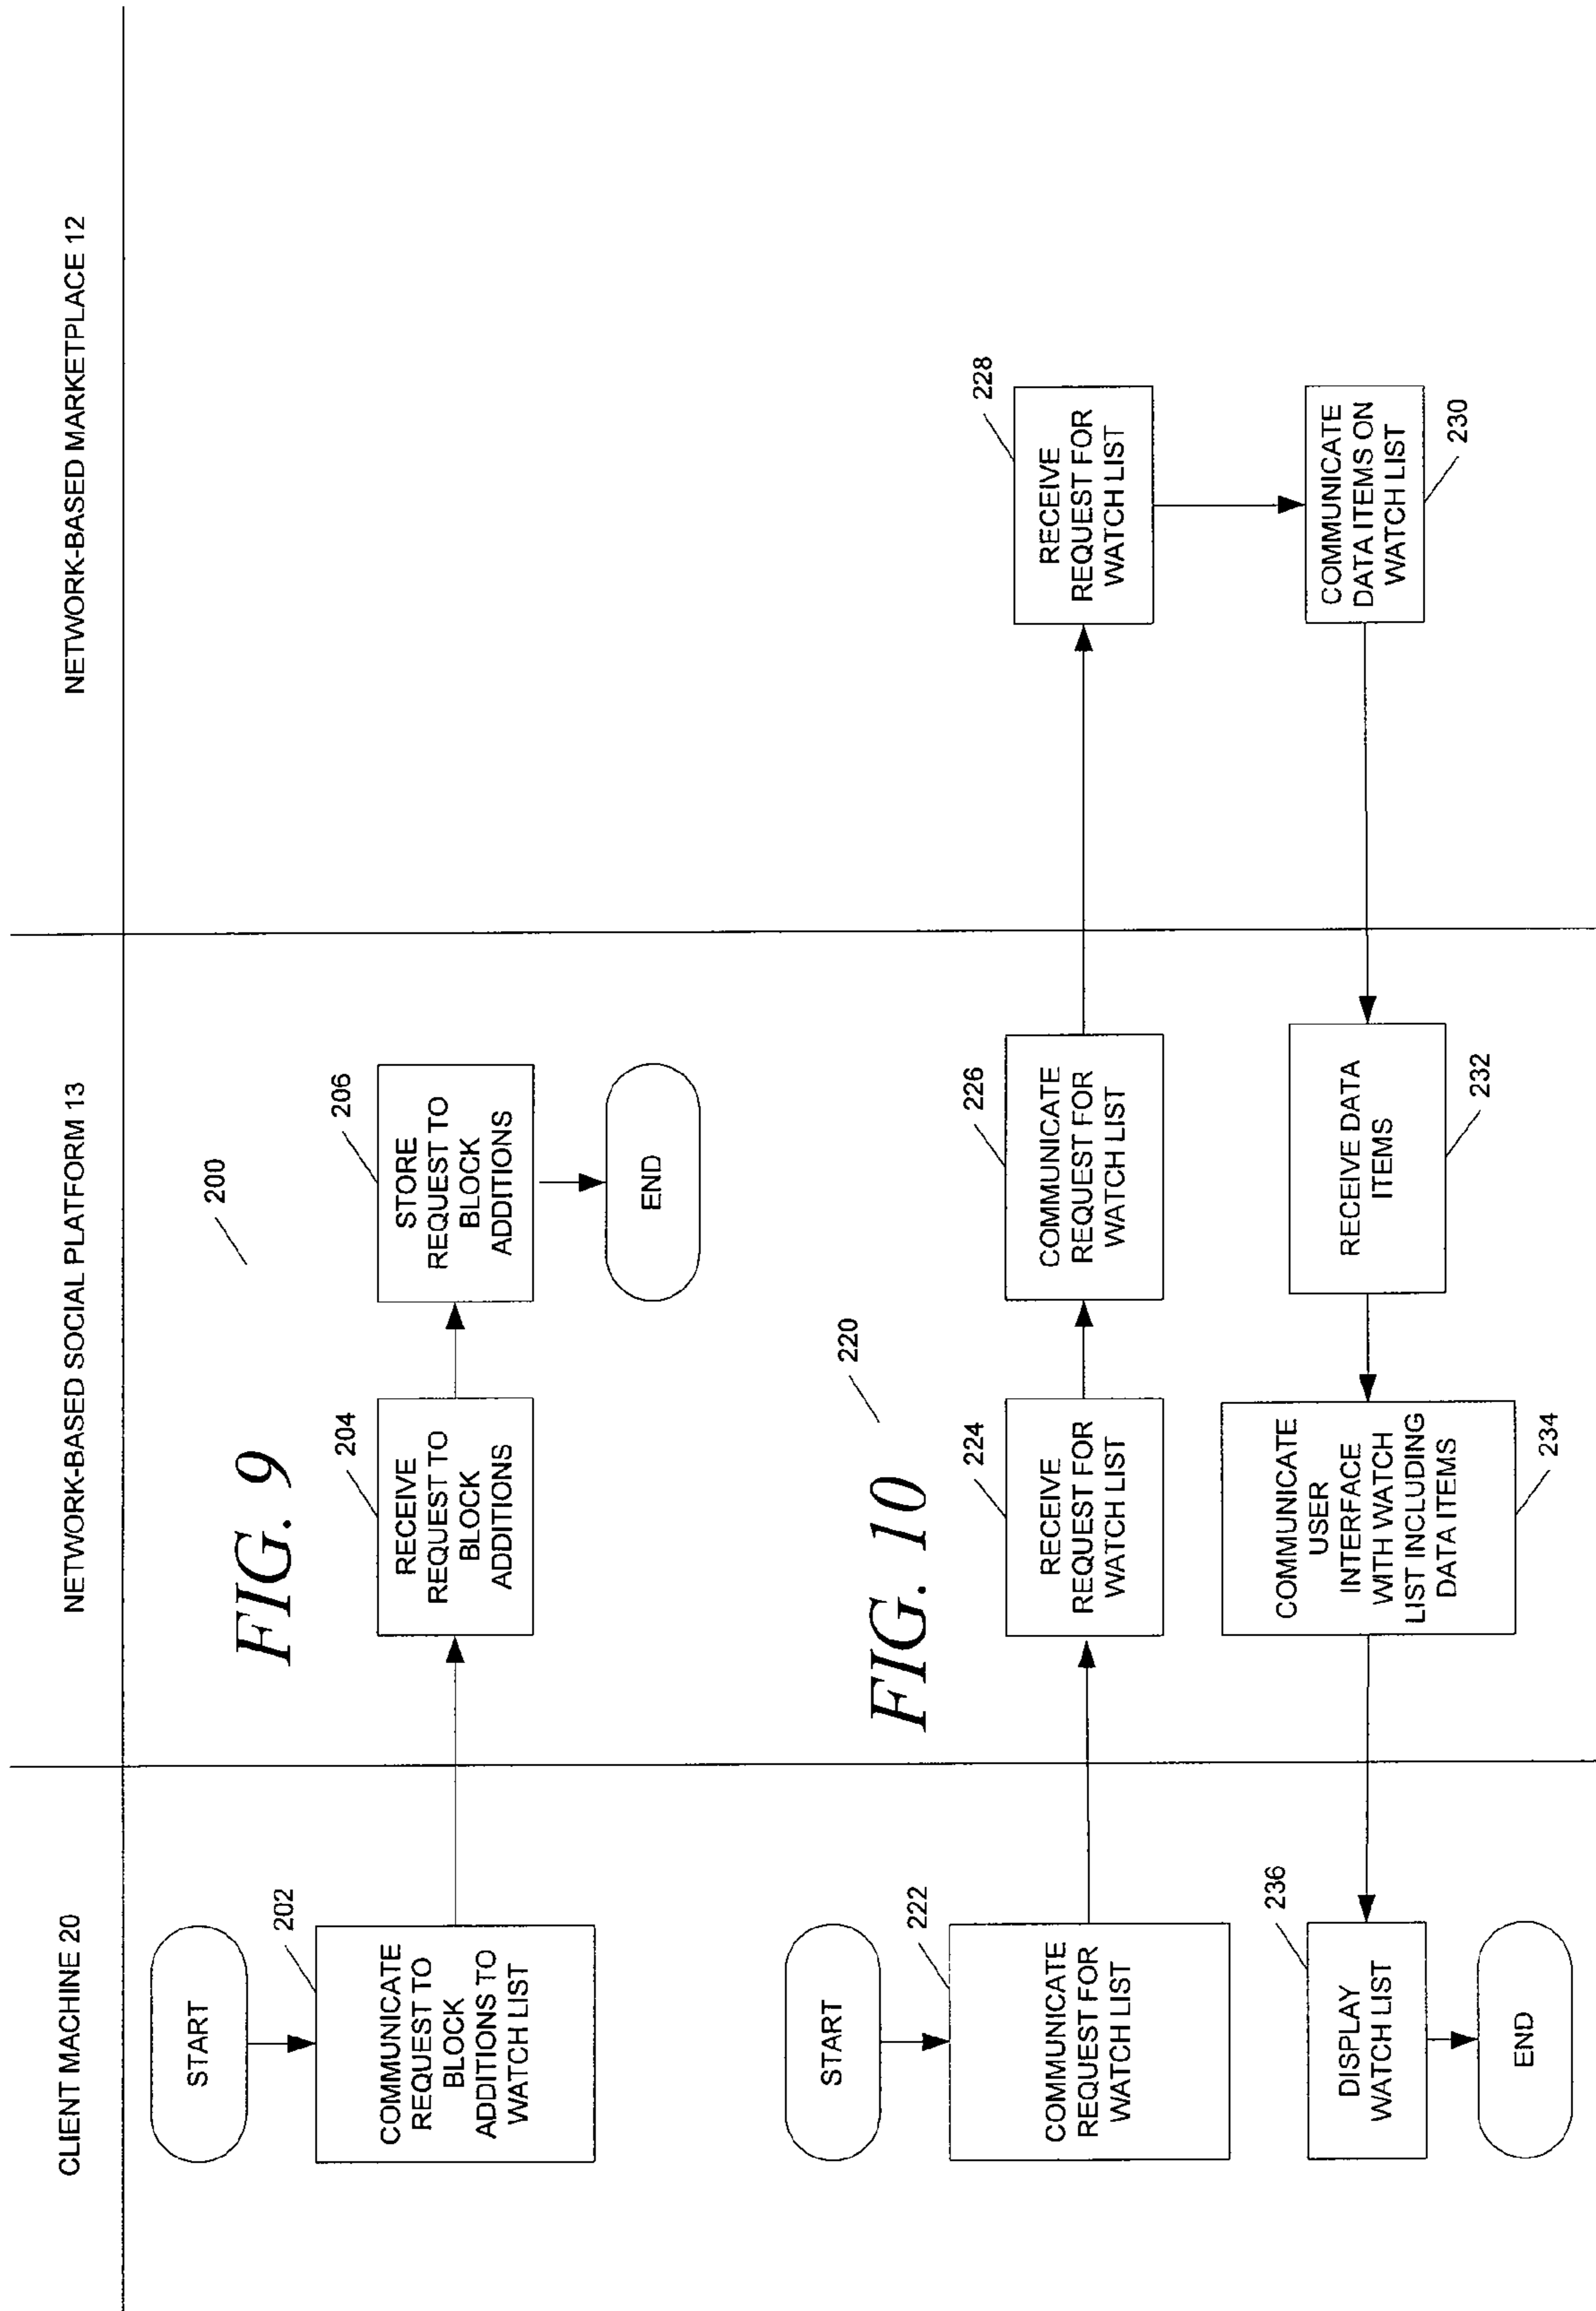 CLIENT MACHINE 20
NETWORK-BASED SOCIAL PLATFORM 13
NETWORK-BASED MARKETPLACE 12
FIG. 9
200
START
202
COMMUNICATE
REQUEST TO
BLOCK
ADDITIONS TO
WATCH LIST
204
RECEIVE
REQUEST TO
BLOCK
ADDITIONS
206
STORE
REQUEST TO
BLOCK
ADDITIONS
END
FIG. 10
220
START
222
COMMUNICATE
REQUEST FOR
WATCH LIST
224
RECEIVE
REQUEST FOR
WATCH LIST
226
COMMUNICATE
REQUEST FOR
WATCH LIST
228
RECEIVE
REQUEST FOR
WATCH LIST
COMMUNICATE
DATA ITEMS ON
WATCH LIST
230
RECEIVE DATA
ITEMS
232
COMMUNICATE
USER
INTERFACE
WITH WATCH
LIST INCLUDING
DATA ITEMS
234
236
DISPLAY
WATCH LIST
END